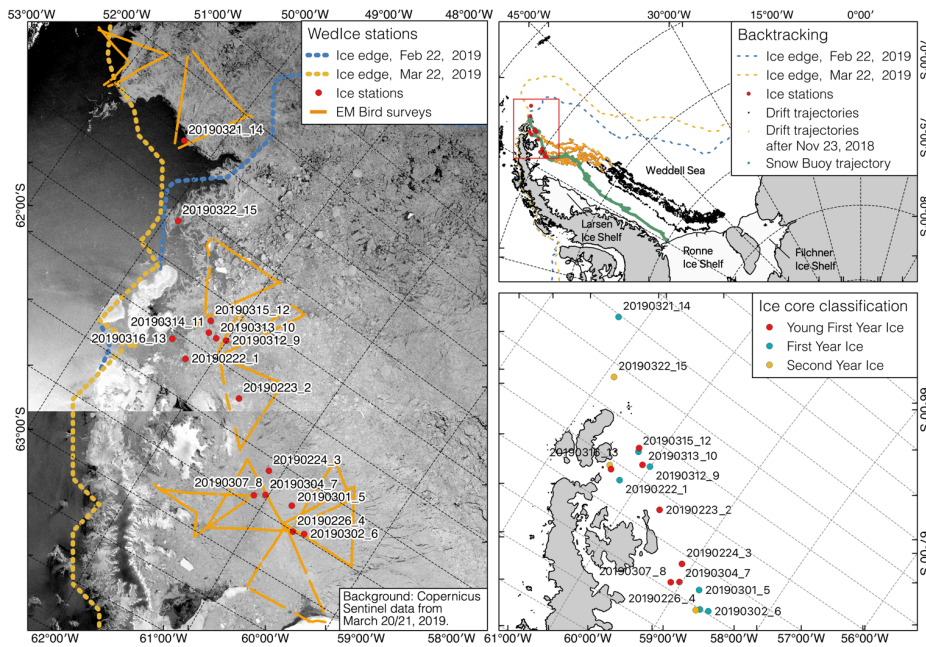 52°00′W
51°00′W
50°00′W
49°00′W
48°00′W
WedIce stations
Ice edge, Feb 22, 2019
Ice edge, Mar 22, 2019
Ice stations
EM Bird surveys
20190321_14
20190322_15
20190315_12
20190314_11
20190313_10
20190316_13
20190312_9
20190222_1
20190223_2
20190224_3
20190307_8
20190304_7
20190301_5
20190226_4
20190302_6
62°00′S
63°00′S
Background: Copernicus
Sentinel data from
March 20/21, 2019.
62°00′W
61°00′W
60°00′W
59°00′W
58°00′W
45°00′W
30°00′W
0°00′
70°00′S
75°00′S
80°00′S
Backtracking
Ice edge, Feb 22, 2019
Ice edge, Mar 22, 2019
Ice stations
Drift trajectories
Drift trajectories
after Nov 23, 2018
Snow Buoy trajectory
Weddell Sea
Larsen
Ice Shelf
Ronne
Ice Shelf
Filchner
Ice Shelf
Ice core classification
Young First Year Ice
First Year Ice
Second Year Ice
20190321_14
20190322_15
20190315_12
20190316_13
20190313_10
20190312_9
20190222_1
20190223_2
20190224_3
20190307_8
20190304_7
20190301_5
20190226_4
20190302_6
61°00′W
60°00′W
59°00′W
58°00′W
57°00′W
56°00′W